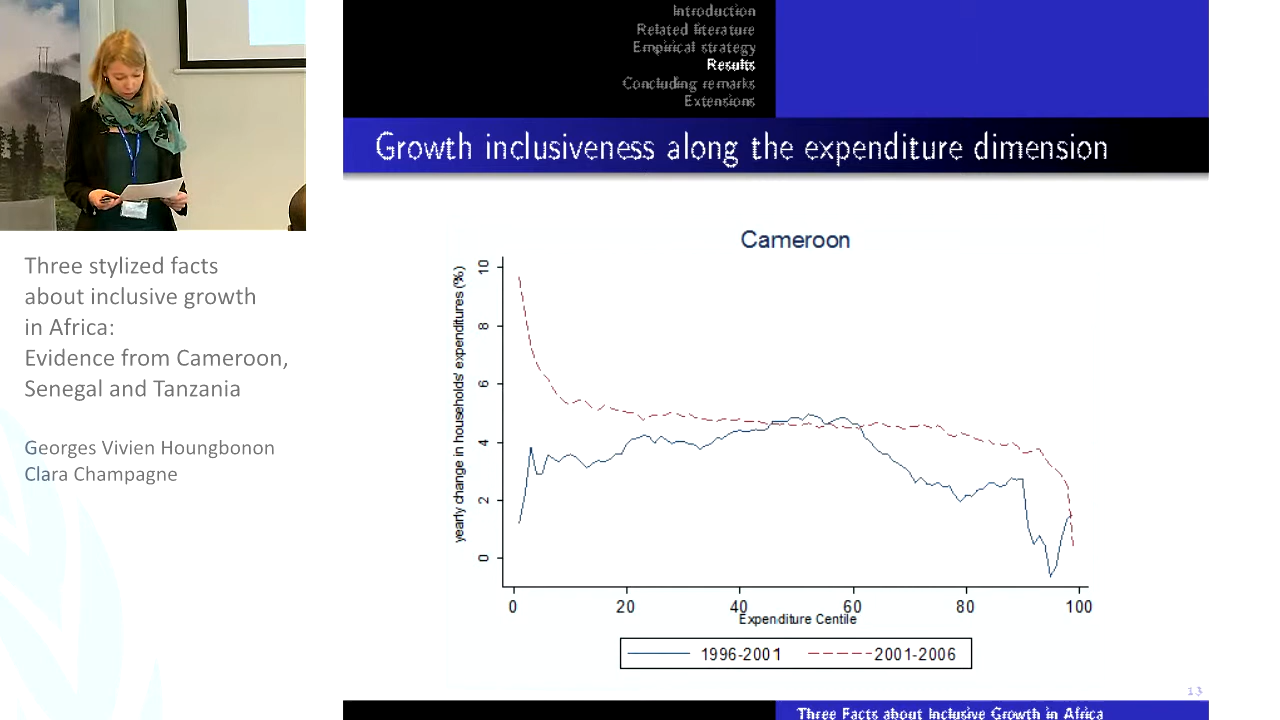 Introduction
Related literature
Empirical strategy
Results
Concluding remarks
Extensions
Growth inclusiveness along the expenditure dimension
Three stylized facts
about inclusive growth
in Africa:
Evidence from Cameroon,
Senegal and Tanzania
Georges Vivien Houngbonon
Clara Champagne
Cameroon
yearly change in households' expenditures (%)
10
8
6
4
2
0
0 20 40 60 80 100
Expenditure Centile
1996-2001 2001-2006
13
Three Facts about Inclusive Growth in Africa